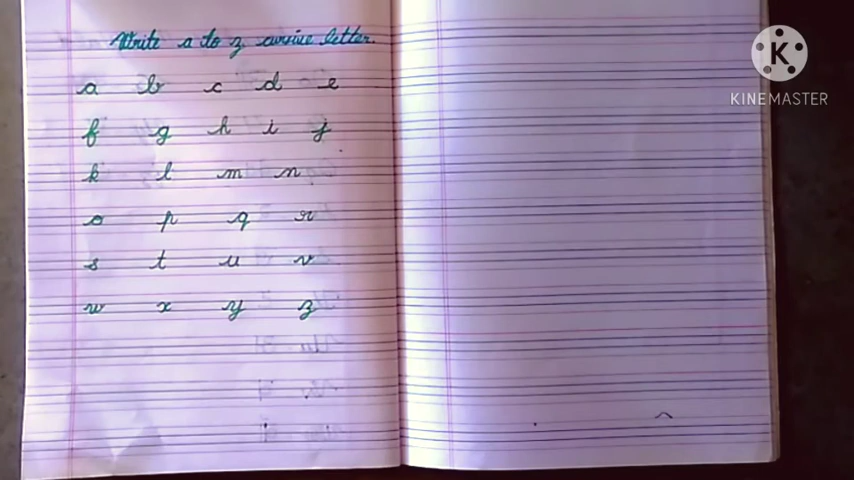 Write a to z cursive letter.
a b c d e
f g h i j
k l m n
o p q r
s t u v
w x y z
K
KINEMASTER